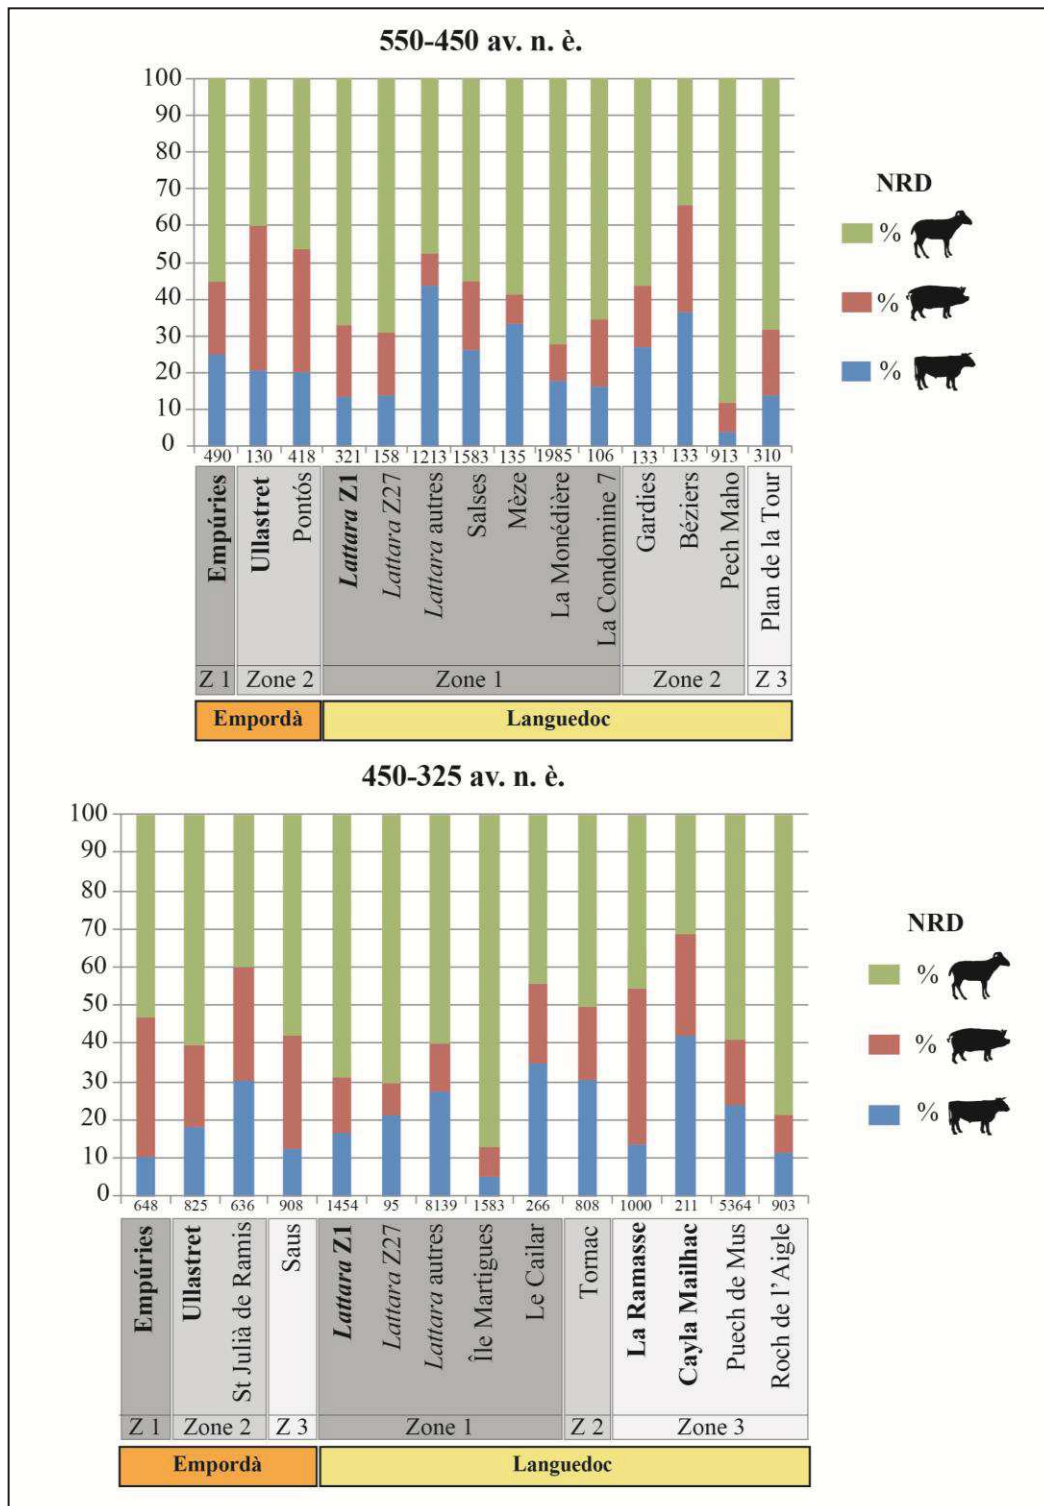 550-450 av. n. è.
100
90
80
70
60
50
40
30
20
10
0
490 130 418 321 158 1213 1583 135 1985 106 133 133 913 310
Empúries
Ullastret
Pontós
Lattara Z1
Lattara Z27
Lattara autres
Salses
Mèze
La Monédière
La Condomine 7
Gardies
Béziers
Pech Maho
Plan de la Tour
Z 1 Zone 2 Zone 1 Zone 2 Z 3
Empordà Languedoc
NRD
%
%
%
450-325 av. n. è.
100
90
80
70
60
50
40
30
20
10
0
648 825 636 908 1454 95 8139 1583 266 808 1000 211 5364 903
Empúries
Ullastret
St Julià de Ramis
Saus
Lattara Z1
Lattara Z27
Lattara autres
Île Martigues
Le Cailar
Tornac
La Ramasse
Cayla Mailhac
Puech de Mus
Roch de l'Aigle
Z 1 Zone 2 Z 3 Zone 1 Z 2 Zone 3
Empordà Languedoc
NRD
%
%
%